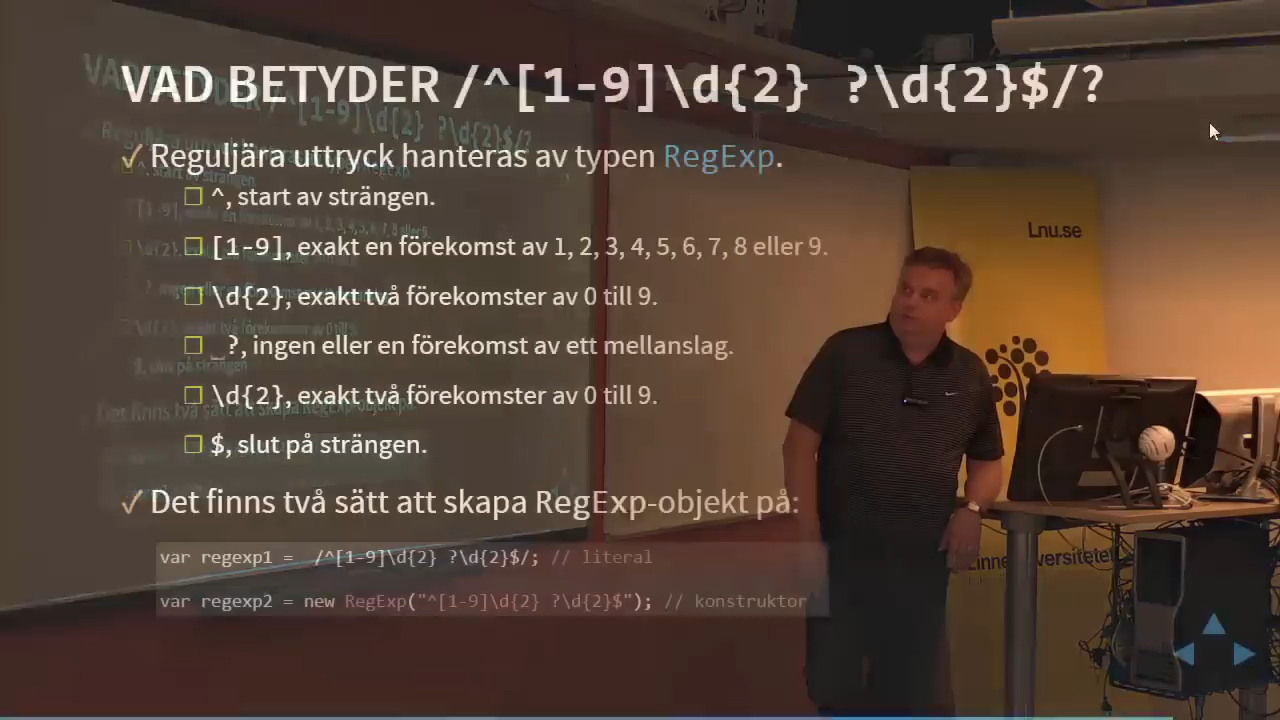 VAD BETYDER /^[1-9]\d{2} ?\d{2}$/?
Reguljära uttryck hanteras av typen RegExp.
^, start av strängen.
[1-9], exakt en förekomst av 1, 2, 3, 4, 5, 6, 7, 8 eller 9.
\d{2}, exakt två förekomster av 0 till 9.
_?, ingen eller en förekomst av ett mellanslag.
\d{2}, exakt två förekomster av 0 till 9.
$, slut på strängen.
Det finns två sätt att skapa RegExp-objekt på:
var regexp1 =  /^[1-9]\d{2} ?\d{2}$/; // literal
var regexp2 = new RegExp("^[1-9]\d{2} ?\d{2}$"); // konstruktor
Lnu.se